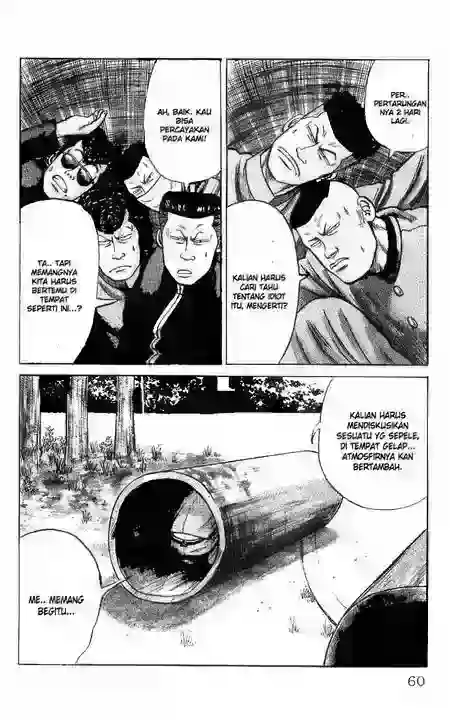 PER..
PERTARUNGAN
NYA 2 HARI
LAGI.
KALIAN HARUS
CARI TAHU
TENTANG IDIOT
ITU, MENGERTI?
AH, BAIK. KAU
BISA
PERCAYAKAN
PADA KAMI!
TA.. TAPI
MEMANGNYA
KITA HARUS
BERTEMU DI
TEMPAT
SEPERTI INI...?
KALIAN HARUS
MENDISKUSIKAN
SESUATU YG SEPELE,
DI TEMPAT GELAP...
ATMOSFIRNYA KAN
BERTAMBAH.
ME.. MEMANG
BEGITU...
60